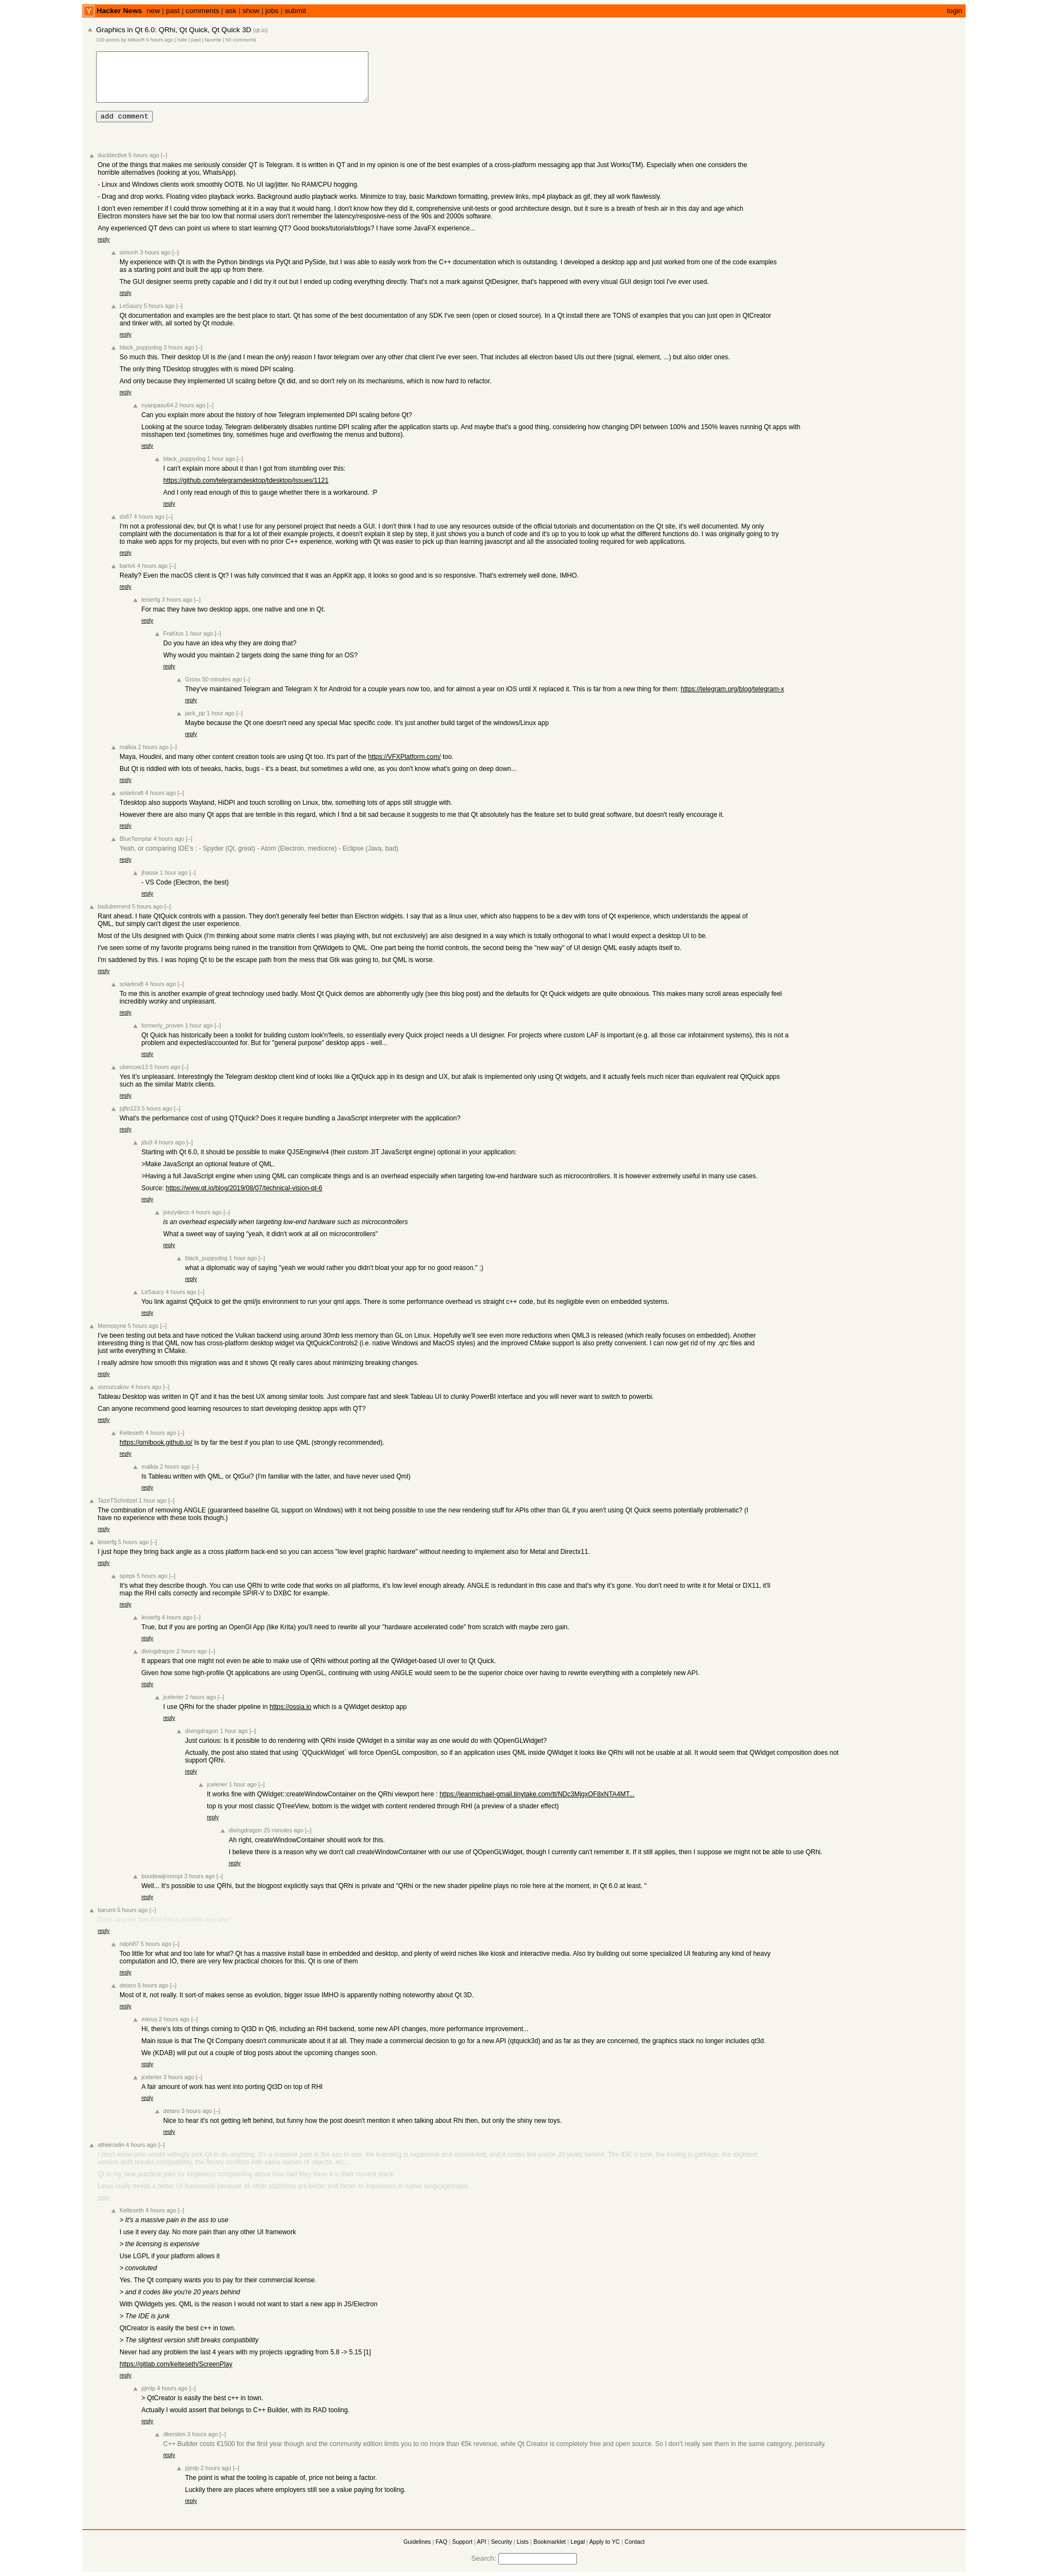 Y Hacker News new | past | comments | ask | show | jobs | submit login
Graphics in Qt 6.0: QRhi, Qt Quick, Qt Quick 3D (qt.io)
100 points by MikusR 9 hours ago | hide | past | favorite | 50 comments
add comment
ducktective 5 hours ago [–]
One of the things that makes me seriously consider QT is Telegram. It is written in QT and in my opinion is one of the best examples of a cross-platform messaging app that Just Works(TM). Especially when one considers the
horrible alternatives (looking at you, WhatsApp).
- Linux and Windows clients work smoothly OOTB. No UI lag/jitter. No RAM/CPU hogging.
- Drag and drop works. Floating video playback works. Background audio playback works. Minimize to tray, basic Markdown formatting, preview links, mp4 playback as gif, they all work flawlessly.
I don't even remember if I could throw something at it in a way that it would hang. I don't know how they did it, comprehensive unit-tests or good architecture design, but it sure is a breath of fresh air in this day and age which
Electron monsters have set the bar too low that normal users don't remember the latency/resposive-ness of the 90s and 2000s software.
Any experienced QT devs can point us where to start learning QT? Good books/tutorials/blogs? I have some JavaFX experience...
reply
simonh 3 hours ago [–]
My experience with Qt is with the Python bindings via PyQt and PySide, but I was able to easily work from the C++ documentation which is outstanding. I developed a desktop app and just worked from one of the code examples
as a starting point and built the app up from there.
The GUI designer seems pretty capable and I did try it out but I ended up coding everything directly. That's not a mark against QtDesigner, that's happened with every visual GUI design tool I've ever used.
reply
LeSaucy 5 hours ago [–]
Qt documentation and examples are the best place to start. Qt has some of the best documentation of any SDK I've seen (open or closed source). In a Qt install there are TONS of examples that you can just open in QtCreator
and tinker with, all sorted by Qt module.
reply
black_puppydog 3 hours ago [–]
So much this. Their desktop UI is the (and I mean the only) reason I favor telegram over any other chat client I've ever seen. That includes all electron based UIs out there (signal, element, ...) but also older ones.
The only thing TDesktop struggles with is mixed DPI scaling.
And only because they implemented UI scaling before Qt did, and so don't rely on its mechanisms, which is now hard to refactor.
reply
nyanpasu64 2 hours ago [–]
Can you explain more about the history of how Telegram implemented DPI scaling before Qt?
Looking at the source today, Telegram deliberately disables runtime DPI scaling after the application starts up. And maybe that's a good thing, considering how changing DPI between 100% and 150% leaves running Qt apps with
misshapen text (sometimes tiny, sometimes huge and overflowing the menus and buttons).
reply
black_puppydog 1 hour ago [–]
I can't explain more about it than I got from stumbling over this:
https://github.com/telegramdesktop/tdesktop/issues/1121
And I only read enough of this to gauge whether there is a workaround. :P
reply
dxdl7 4 hours ago [–]
I'm not a professional dev, but Qt is what I use for any personel project that needs a GUI. I don't think I had to use any resources outside of the official tutorials and documentation on the Qt site, it's well documented. My only
complaint with the documentation is that for a lot of their example projects, it doesn't explain it step by step, it just shows you a bunch of code and it's up to you to look up what the different functions do. I was originally going to try
to make web apps for my projects, but even with no prior C++ experience, working with Qt was easier to pick up than learning javascript and all the associated tooling required for web applications.
reply
bartvk 4 hours ago [–]
Really? Even the macOS client is Qt? I was fully convinced that it was an AppKit app, it looks so good and is so responsive. That's extremely well done, IMHO.
reply
leiserfg 3 hours ago [–]
For mac they have two desktop apps, one native and one in Qt.
reply
FraKtus 1 hour ago [–]
Do you have an idea why they are doing that?
Why would you maintain 2 targets doing the same thing for an OS?
reply
Groxx 50 minutes ago [–]
They've maintained Telegram and Telegram X for Android for a couple years now too, and for almost a year on iOS until X replaced it. This is far from a new thing for them: https://telegram.org/blog/telegram-x
reply
jack_pp 1 hour ago [–]
Maybe because the Qt one doesn't need any special Mac specific code. It's just another build target of the windows/Linux app
reply
malkia 2 hours ago [–]
Maya, Houdini, and many other content creation tools are using Qt too. It's part of the https://VFXPlatform.com/ too.
But Qt is riddled with lots of tweaks, hacks, bugs - it's a beast, but sometimes a wild one, as you don't know what's going on deep down...
reply
solarkraft 4 hours ago [–]
Tdesktop also supports Wayland, HiDPI and touch scrolling on Linux, btw, something lots of apps still struggle with.
However there are also many Qt apps that are terrible in this regard, which I find a bit sad because it suggests to me that Qt absolutely has the feature set to build great software, but doesn't really encourage it.
reply
BlueTemplar 4 hours ago [–]
Yeah, or comparing IDE's : - Spyder (Qt, great) - Atom (Electron, mediocre) - Eclipse (Java, bad)
reply
jhasse 1 hour ago [–]
- VS Code (Electron, the best)
reply
bsdubernerd 5 hours ago [–]
Rant ahead. I hate QtQuick controls with a passion. They don't generally feel better than Electron widgets. I say that as a linux user, which also happens to be a dev with tons of Qt experience, which understands the appeal of
QML, but simply can't digest the user experience.
Most of the UIs designed with Quick (I'm thinking about some matrix clients I was playing with, but not exclusively) are also designed in a way which is totally orthogonal to what I would expect a desktop UI to be.
I've seen some of my favorite programs being ruined in the transition from QtWidgets to QML. One part being the horrid controls, the second being the "new way" of UI design QML easily adapts itself to.
I'm saddened by this. I was hoping Qt to be the escape path from the mess that Gtk was going to, but QML is worse.
reply
solarkraft 4 hours ago [–]
To me this is another example of great technology used badly. Most Qt Quick demos are abhorrently ugly (see this blog post) and the defaults for Qt Quick widgets are quite obnoxious. This makes many scroll areas especially feel
incredibly wonky and unpleasant.
reply
formerly_proven 1 hour ago [–]
Qt Quick has historically been a toolkit for building custom look'n'feels, so essentially every Quick project needs a UI designer. For projects where custom LAF is important (e.g. all those car infotainment systems), this is not a
problem and expected/accounted for. But for "general purpose" desktop apps - well...
reply
ubercow13 5 hours ago [–]
Yes it's unpleasant. Interestingly the Telegram desktop client kind of looks like a QtQuick app in its design and UX, but afaik is implemented only using Qt widgets, and it actually feels much nicer than equivalent real QtQuick apps
such as the similar Matrix clients.
reply
pjfin123 5 hours ago [–]
What's the performance cost of using QTQuick? Does it require bundling a JavaScript interpreter with the application?
reply
jdu9 4 hours ago [–]
Starting with Qt 6.0, it should be possible to make QJSEngine/v4 (their custom JIT JavaScript engine) optional in your application:
>Make JavaScript an optional feature of QML.
>Having a full JavaScript engine when using QML can complicate things and is an overhead especially when targeting low-end hardware such as microcontrollers. It is however extremely useful in many use cases.
Source: https://www.qt.io/blog/2019/08/07/technical-vision-qt-6
reply
joezydeco 4 hours ago [–]
is an overhead especially when targeting low-end hardware such as microcontrollers
What a sweet way of saying "yeah, it didn't work at all on microcontrollers"
reply
black_puppydog 1 hour ago [–]
what a diplomatic way of saying "yeah we would rather you didn't bloat your app for no good reason." ;)
reply
LeSaucy 4 hours ago [–]
You link against QtQuick to get the qml/js environment to run your qml apps. There is some performance overhead vs straight c++ code, but its negligible even on embedded systems.
reply
Memosyne 5 hours ago [–]
I've been testing out beta and have noticed the Vulkan backend using around 30mb less memory than GL on Linux. Hopefully we'll see even more reductions when QML3 is released (which really focuses on embedded). Another
interesting thing is that QML now has cross-platform desktop widget via QtQuickControls2 (i.e. native Windows and MacOS styles) and the improved CMake support is also pretty convenient. I can now get rid of my .qrc files and
just write everything in CMake.
I really admire how smooth this migration was and it shows Qt really cares about minimizing breaking changes.
reply
somurzakov 4 hours ago [–]
Tableau Desktop was written in QT and it has the best UX among similar tools. Just compare fast and sleek Tableau UI to clunky PowerBI interface and you will never want to switch to powerbi.
Can anyone recommend good learning resources to start developing desktop apps with QT?
reply
Kelteseth 4 hours ago [–]
https://qmlbook.github.io/ Is by far the best if you plan to use QML (strongly recommended).
reply
malkia 2 hours ago [–]
Is Tableau written with QML, or QtGui? (I'm familiar with the latter, and have never used Qml)
reply
TazeTSchnitzel 1 hour ago [–]
The combination of removing ANGLE (guaranteed baseline GL support on Windows) with it not being possible to use the new rendering stuff for APIs other than GL if you aren't using Qt Quick seems potentially problematic? (I
have no experience with these tools though.)
reply
leiserfg 5 hours ago [–]
I just hope they bring back angle as a cross platform back-end so you can access "low level graphic hardware" without needing to implement also for Metal and Directx11.
reply
speps 5 hours ago [–]
It's what they describe though. You can use QRhi to write code that works on all platforms, it's low level enough already. ANGLE is redundant in this case and that's why it's gone. You don't need to write it for Metal or DX11, it'll
map the RHI calls correctly and recompile SPIR-V to DXBC for example.
reply
leiserfg 4 hours ago [–]
True, but if you are porting an OpenGl App (like Krita) you'll need to rewrite all your "hardware accelerated code" from scratch with maybe zero gain.
reply
divingdragon 2 hours ago [–]
It appears that one might not even be able to make use of QRhi without porting all the QWidget-based UI over to Qt Quick.
Given how some high-profile Qt applications are using OpenGL, continuing with using ANGLE would seem to be the superior choice over having to rewrite everything with a completely new API.
reply
jcelerier 2 hours ago [–]
I use QRhi for the shader pipeline in https://ossia.io which is a QWidget desktop app
reply
divingdragon 1 hour ago [–]
Just curious: Is it possible to do rendering with QRhi inside QWidget in a similar way as one would do with QOpenGLWidget?
Actually, the post also stated that using `QQuickWidget` will force OpenGL composition, so if an application uses QML inside QWidget it looks like QRhi will not be usable at all. It would seem that QWidget composition does not
support QRhi.
reply
jcelerier 1 hour ago [–]
It works fine with QWidget::createWindowContainer on the QRhi viewport here : https://jeanmichael-gmail.tinytake.com/tt/NDc3MjgxOF8xNTA4MT...
top is your most classic QTreeView, bottom is the widget with content rendered through RHI (a preview of a shader effect)
reply
divingdragon 25 minutes ago [–]
Ah right, createWindowContainer should work for this.
I believe there is a reason why we don't call createWindowContainer with our use of QOpenGLWidget, though I currently can't remember it. If it still applies, then I suppose we might not be able to use QRhi.
reply
boudewijnrempt 3 hours ago [–]
Well... It's possible to use QRhi, but the blogpost explicitly says that QRhi is private and "QRhi or the new shader pipeline plays no role here at the moment, in Qt 6.0 at least. "
reply
barumi 5 hours ago [–]
Does anyone feel that this is too little too late?
reply
ralph87 5 hours ago [–]
Too little for what and too late for what? Qt has a massive install base in embedded and desktop, and plenty of weird niches like kiosk and interactive media. Also try building out some specialized UI featuring any kind of heavy
computation and IO, there are very few practical choices for this. Qt is one of them
reply
detaro 5 hours ago [–]
Most of it, not really. It sort-of makes sense as evolution, bigger issue IMHO is apparently nothing noteworthy about Qt 3D.
reply
mkrus 2 hours ago [–]
Hi, there's lots of things coming to Qt3D in Qt6, including an RHI backend, some new API changes, more performance improvement...
Main issue is that The Qt Company doesn't communicate about it at all. They made a commercial decision to go for a new API (qtquick3d) and as far as they are concerned, the graphics stack no longer includes qt3d.
We (KDAB) will put out a couple of blog posts about the upcoming changes soon.
reply
jcelerier 3 hours ago [–]
A fair amount of work has went into porting Qt3D on top of RHI
reply
detaro 3 hours ago [–]
Nice to hear it's not getting left behind, but funny how the post doesn't mention it when talking about Rhi then, but only the shiny new toys.
reply
athiercelin 4 hours ago [–]
I don't know who would willingly pick Qt to do anything. It's a massive pain in the ass to use, the licensing is expensive and convoluted, and it codes like you're 20 years behind. The IDE is junk, the tooling is garbage, the slightest
version shift breaks compatibility, the library conflicts with same names of objects, etc...
Qt is my new practical joke for engineers complaining about how bad they have it in their current stack.
Linux really needs a better UI framework because all other platforms are better and faster to implement in native languages/apis.
reply
Kelteseth 4 hours ago [–]
> It's a massive pain in the ass to use
I use it every day. No more pain than any other UI framework
> the licensing is expensive
Use LGPL if your platform allows it
> convoluted
Yes. The Qt company wants you to pay for their commercial license.
> and it codes like you're 20 years behind
With QWidgets yes. QML is the reason I would not want to start a new app in JS/Electron
> The IDE is junk
QtCreator is easily the best c++ in town.
> The slightest version shift breaks compatibility
Never had any problem the last 4 years with my projects upgrading from 5.8 -> 5.15 [1]
https://gitlab.com/kelteseth/ScreenPlay
reply
pjmlp 4 hours ago [–]
> QtCreator is easily the best c++ in town.
Actually I would assert that belongs to C++ Builder, with its RAD tooling.
reply
dkersten 3 hours ago [–]
C++ Builder costs €1500 for the first year though and the community edition limits you to no more than €5k revenue, while Qt Creator is completely free and open source. So I don't really see them in the same category, personally.
reply
pjmlp 2 hours ago [–]
The point is what the tooling is capable of, price not being a factor.
Luckily there are places where employers still see a value paying for tooling.
reply
Guidelines | FAQ | Support | API | Security | Lists | Bookmarklet | Legal | Apply to YC | Contact
Search: